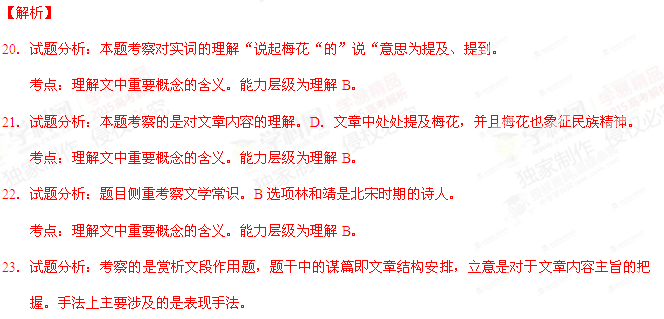 【解析】
20．试题分析：本题考察对实词的理解“说起梅花“的”说“意思为提及、提到。
考点：理解文中重要概念的含义。能力层级为理解 B。
21．试题分析：本题考察的是对文章内容的理解。D．文章中处处提及梅花，并且梅花也象征民族精神。
考点：理解文中重要概念的含义。能力层级为理解 B。
22．试题分析：题目侧重考察文学常识。B 选项林和靖是北宋时期的诗人。
考点：理解文中重要概念的含义。能力层级为理解 B。
23．试题分析：考察的是赏析文段作用题，题干中的谋篇即文章结构安排，立意是对于文章内容主旨的把
握。手法上主要涉及的是表现手法。